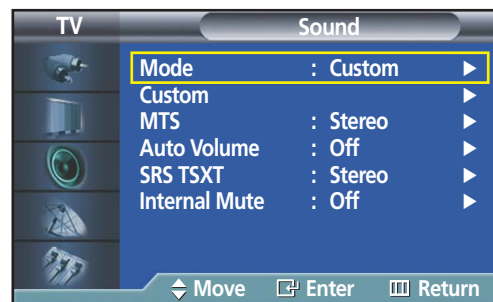 TV Sound
Mode : Custom
Custom
MTS : Stereo
Auto Volume : Off
SRS TSXT : Stereo
Internal Mute : Off
Move Enter Return